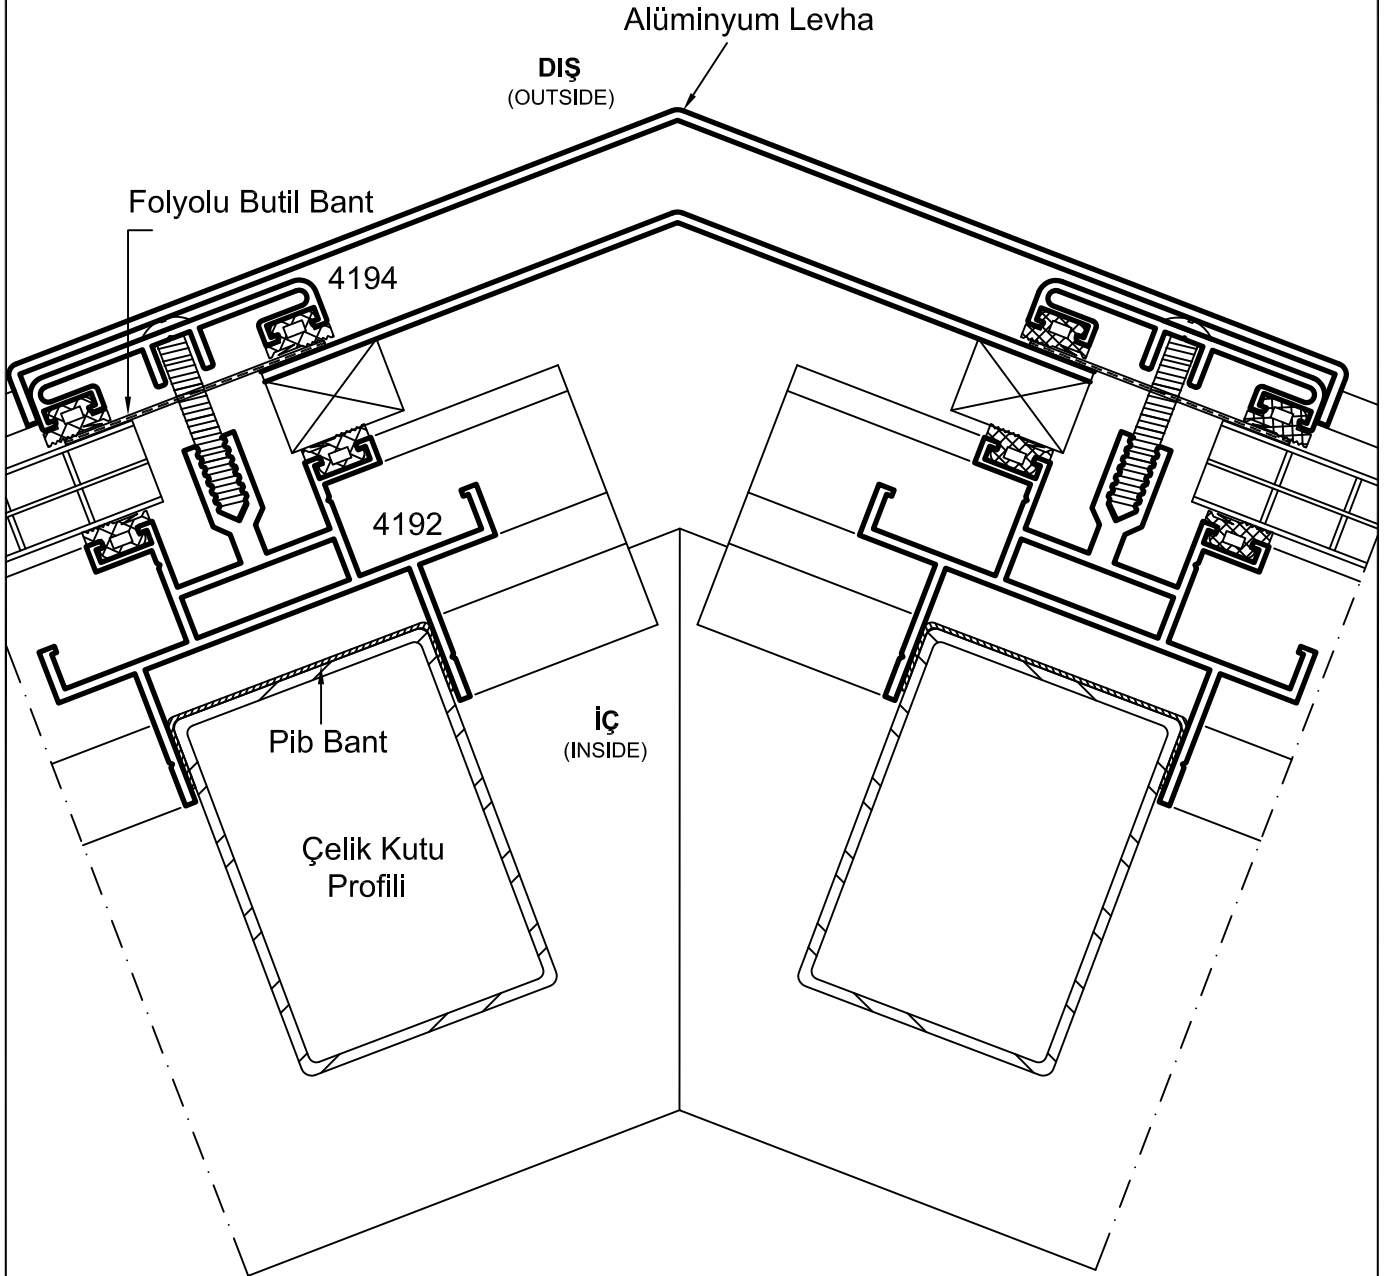 Alüminyum Levha
DIŞ
(OUTSIDE)
Folyolu Butil Bant
4194
4192
Pib Bant
İÇ
(INSIDE)
Çelik Kutu
Profili